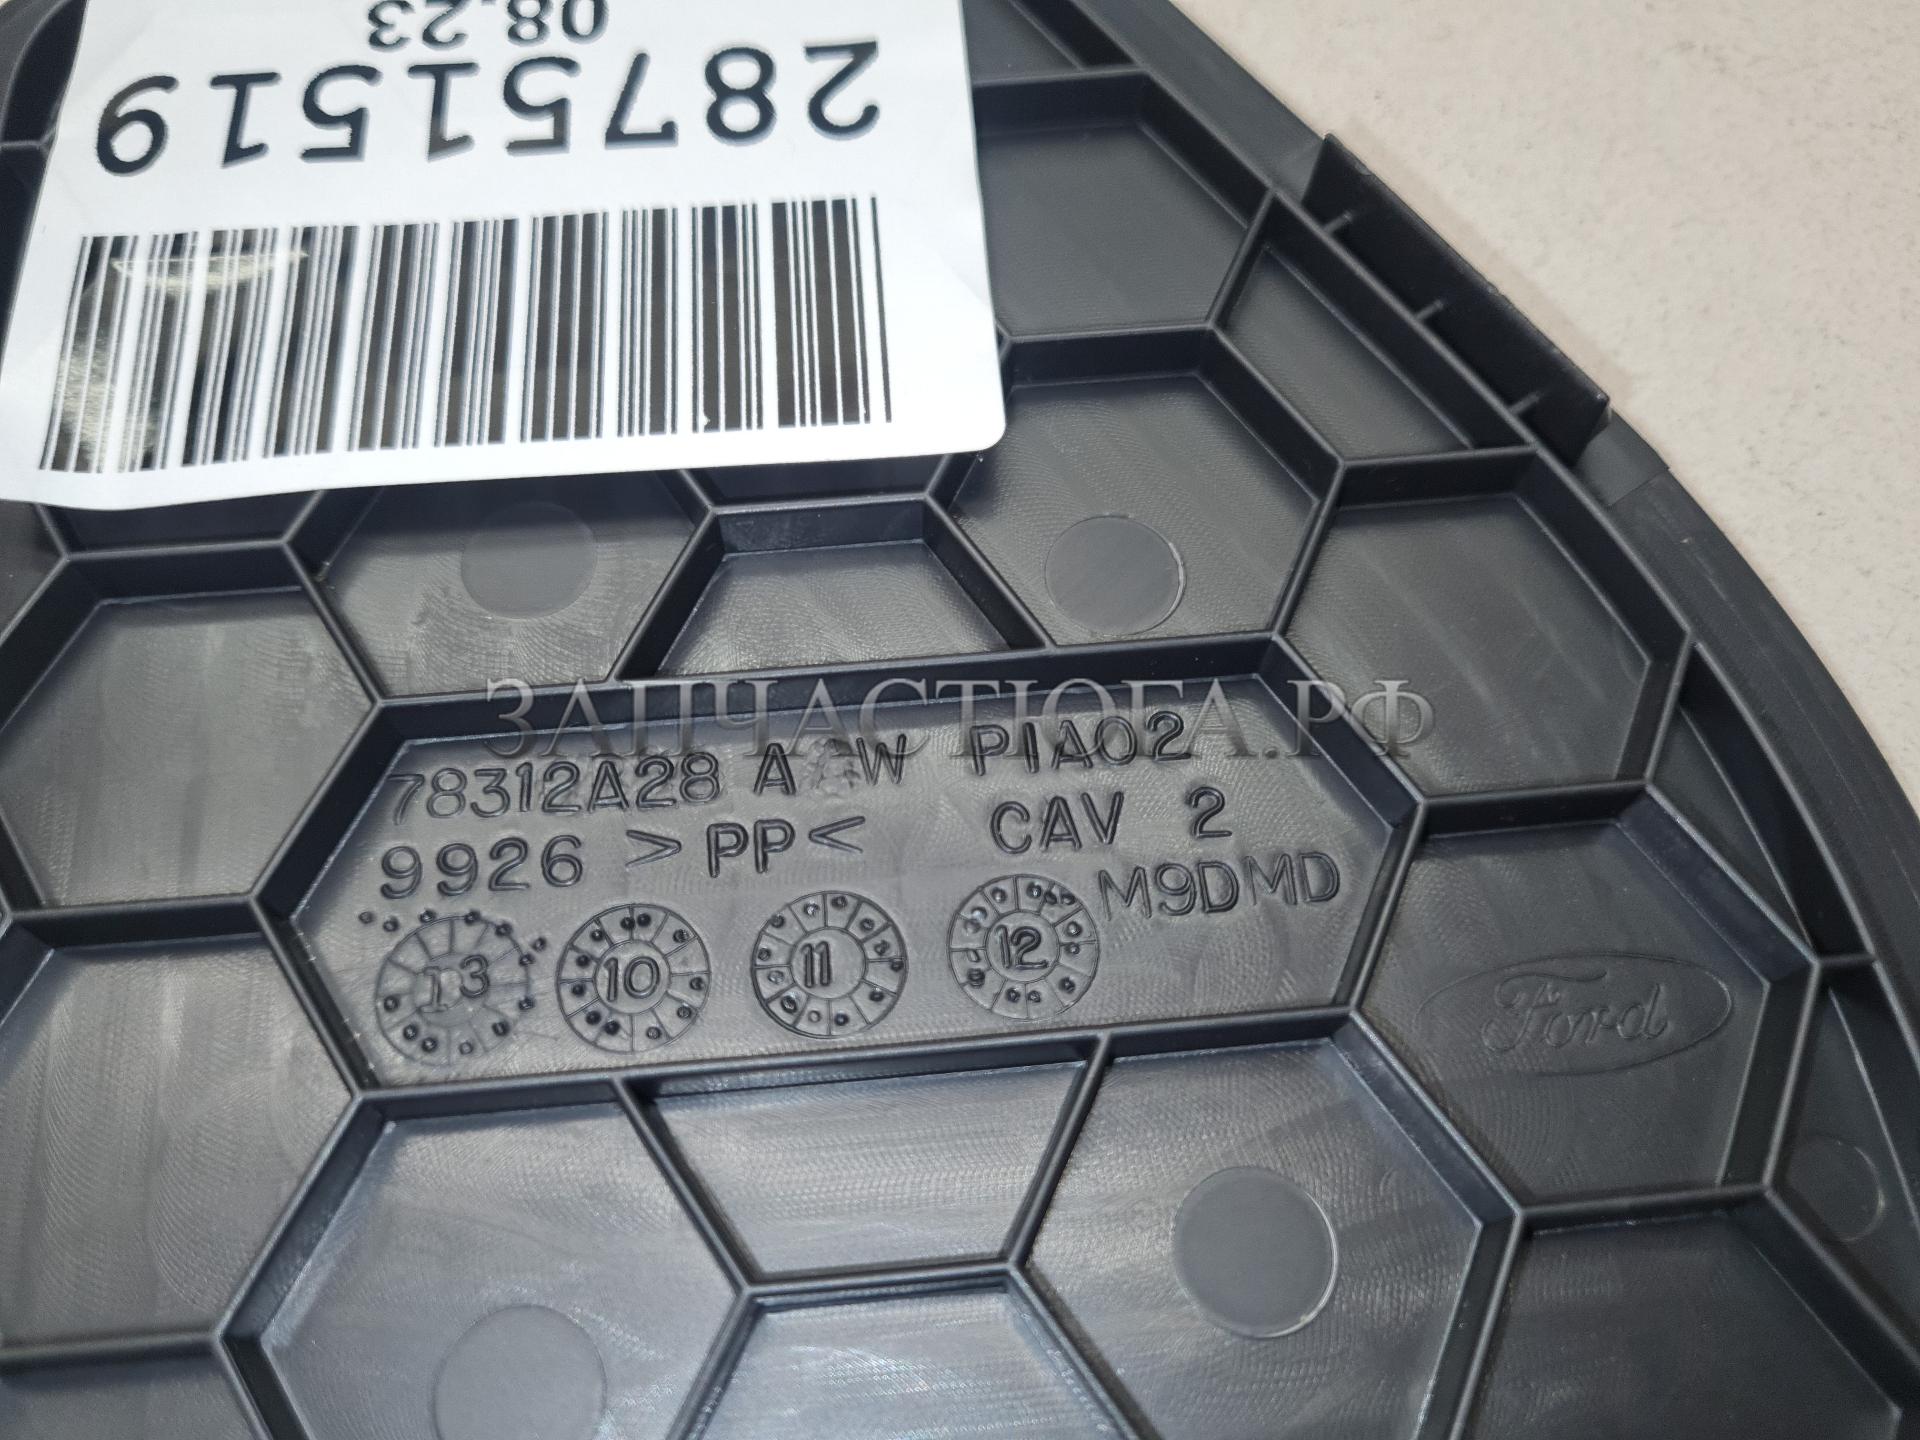 08.23
28751519
ЗАПЧАСТЮГА.РФ
78312A28 A W PIA02
9926 >PP< CAV 2
M9DMD
13 10 11 12
Ford